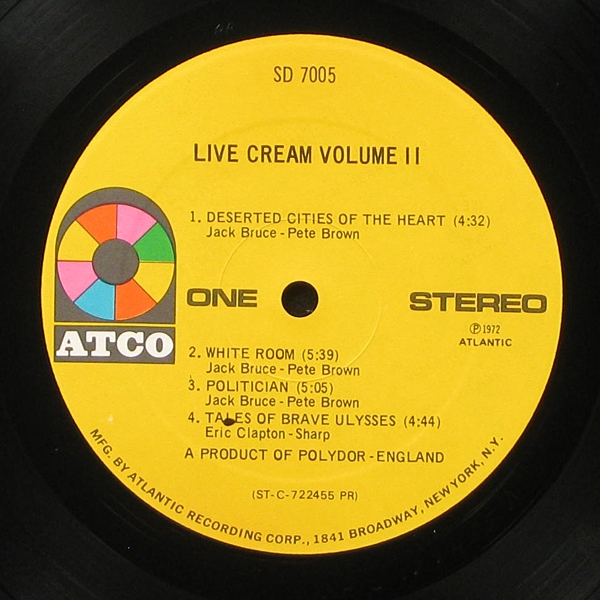 SD 7005
LIVE CREAM VOLUME II
1. DESERTED CITIES OF THE HEART (4:32)
Jack Bruce - Pete Brown
ATCO
ONE
STEREO
Ⓟ 1972
ATLANTIC
2. WHITE ROOM (5:39)
Jack Bruce - Pete Brown
3. POLITICIAN (5:05)
Jack Bruce - Pete Brown
4. TALES OF BRAVE ULYSSES (4:44)
Eric Clapton - Sharp
A PRODUCT OF POLYDOR - ENGLAND
(ST-C-722455 PR)
MFG. BY ATLANTIC RECORDING CORP., 1841 BROADWAY, NEW YORK, N.Y.